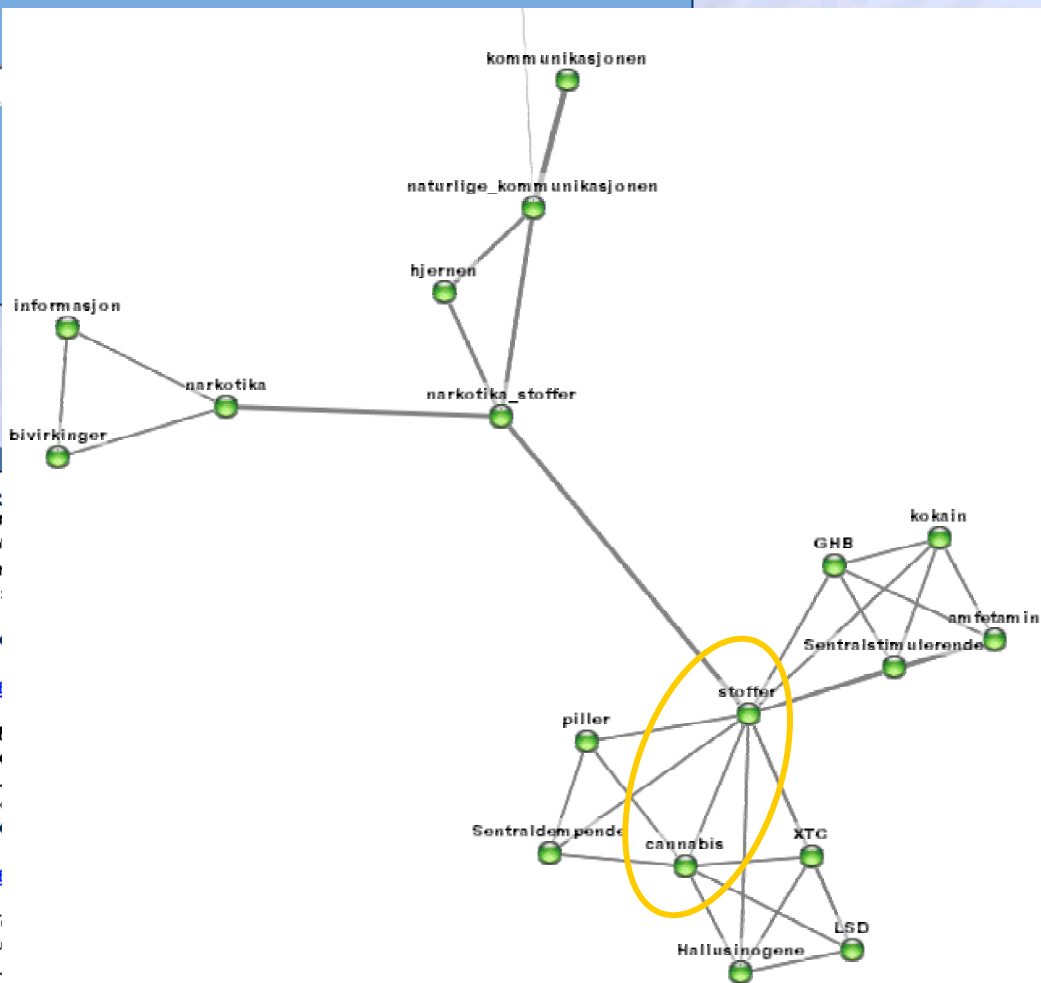 kommunikasjonen
naturlige_kommunikasjonen
hjernen
informasjon
narkotika
narkotika_stoffer
bivirkinger
kokain
GHB
amfetamin
Sentralstimulerende
stoffer
piller
Sentraldempende
cannabis
XTC
LSD
Hallusinogene